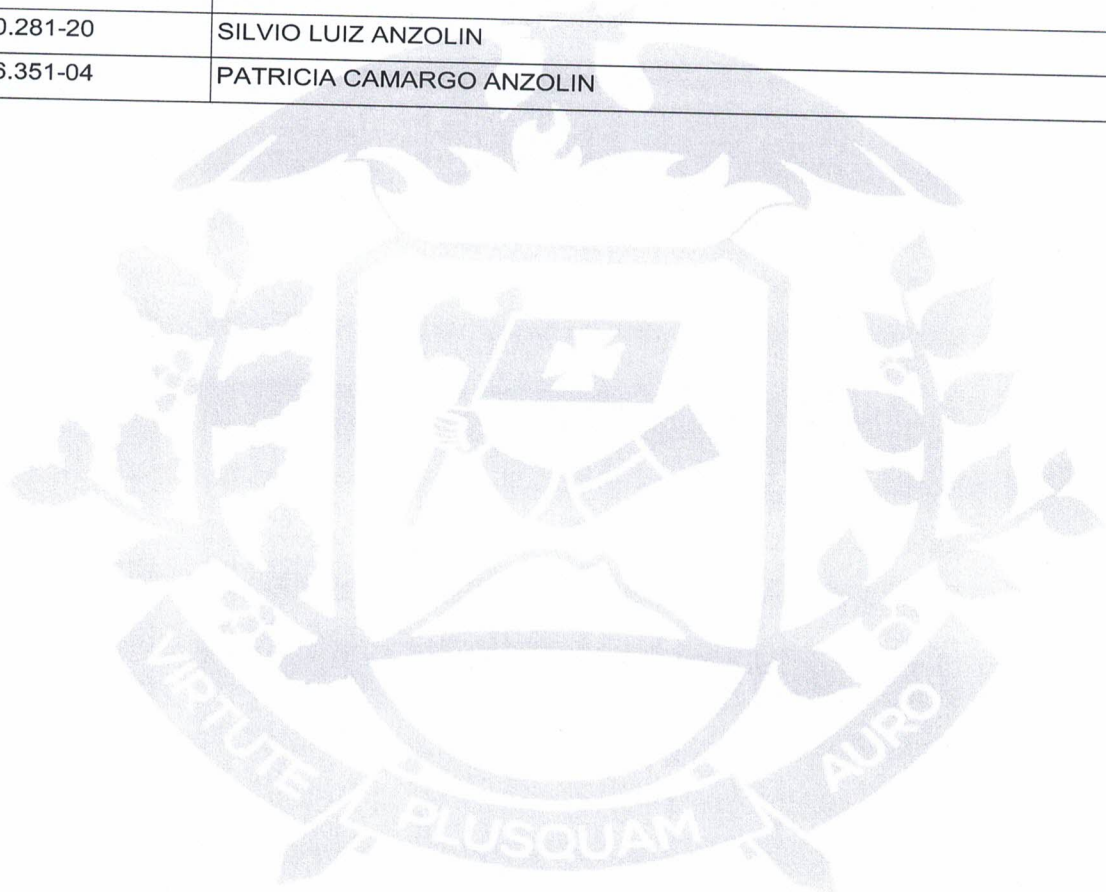 0.281-20 SILVIO LUIZ ANZOLIN
6.351-04 PATRICIA CAMARGO ANZOLIN
VIRTUTE PLUSQUAM AURO